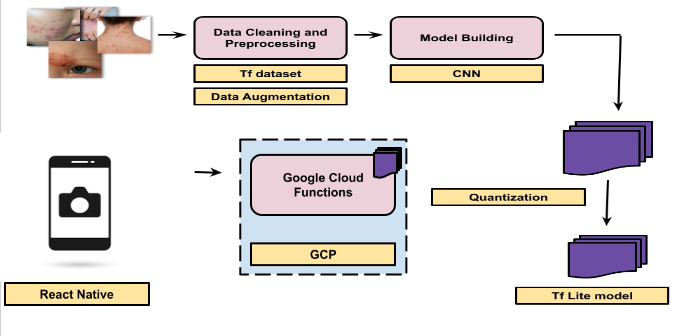 Data Cleaning and
Preprocessing
Model Building
Tf dataset
CNN
Data Augmentation
Google Cloud
Functions
Quantization
GCP
React Native
Tf Lite model